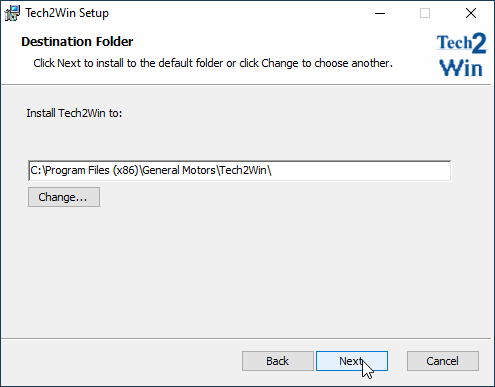 Tech2Win Setup
Destination Folder
Click Next to install to the default folder or click Change to choose another.
Tech2
Win
Install Tech2Win to:
C:\Program Files (x86)\General Motors\Tech2Win\
Change...
Back
Next
Cancel